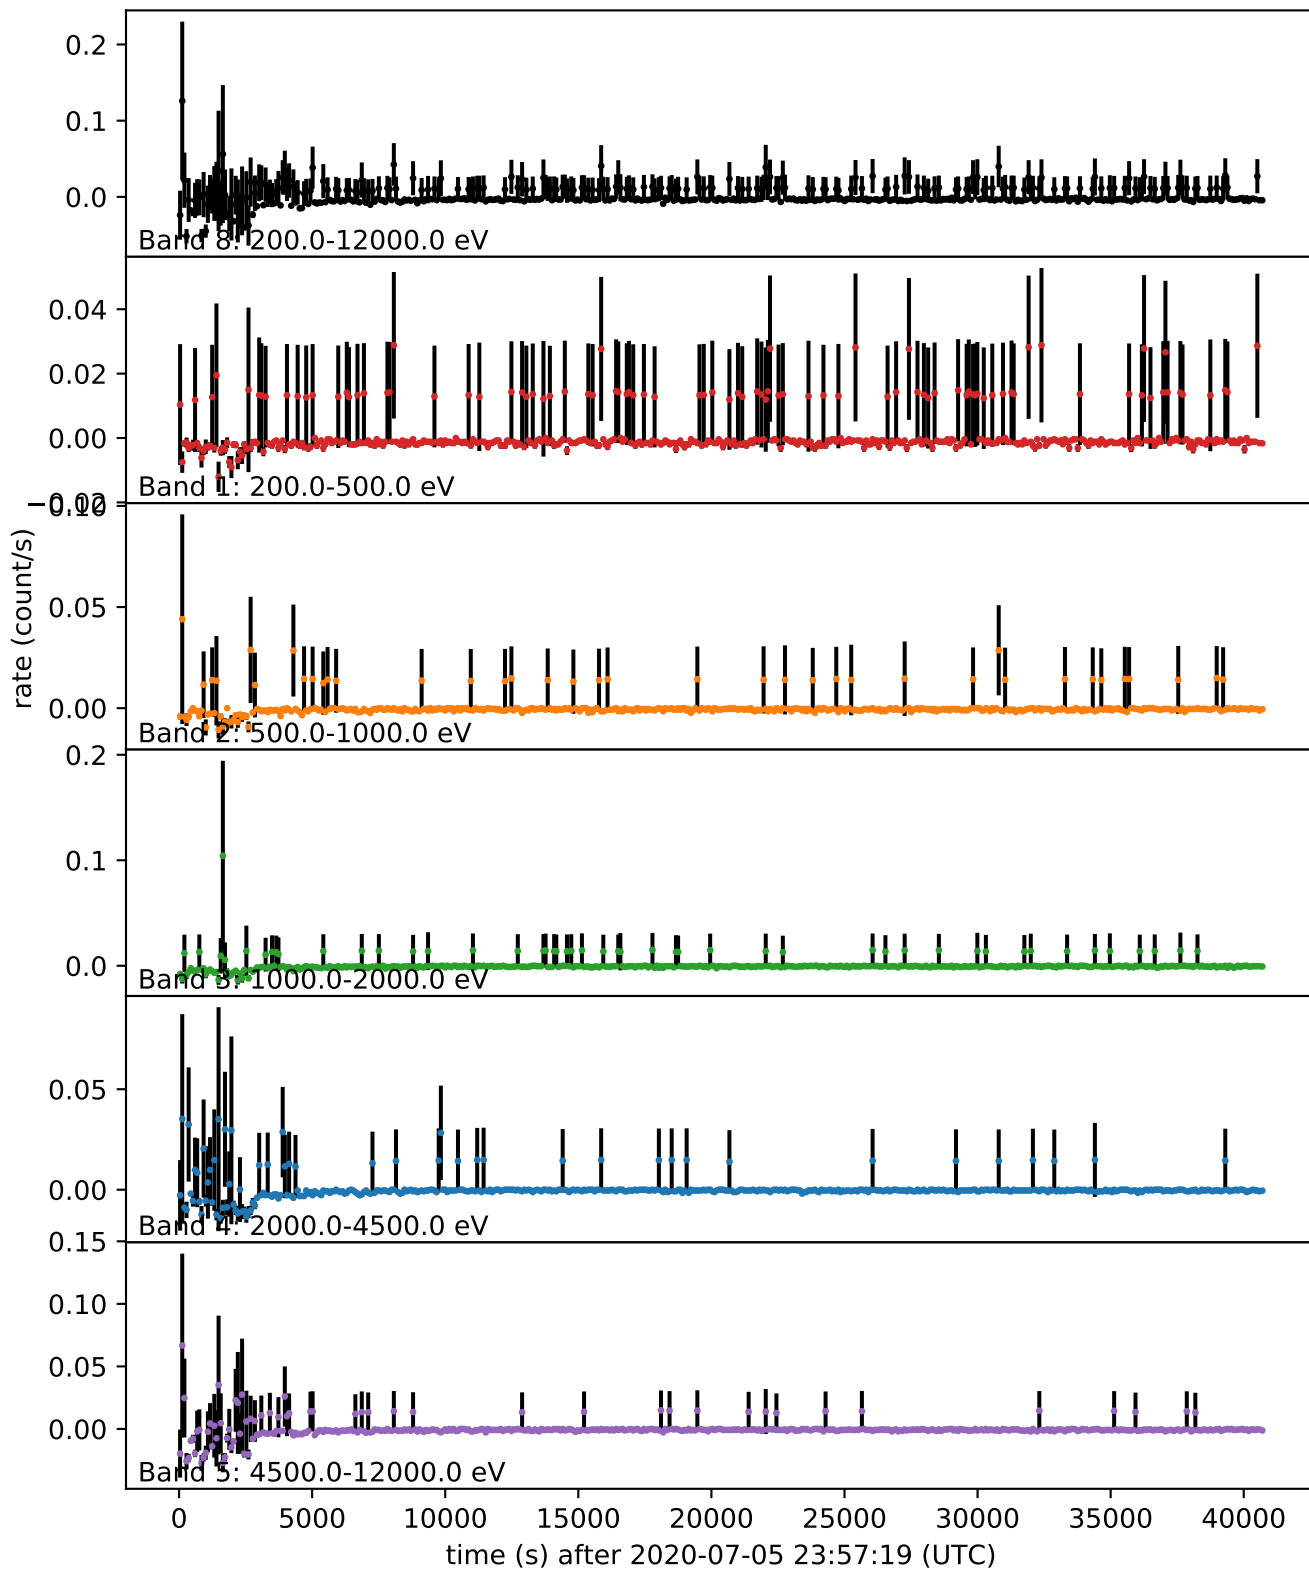 0.2
0.1
0.0
Band 8: 200.0-12000.0 eV
0.04
0.02
0.00
−0.02
Band 1: 200.0-500.0 eV
0.10
0.05
0.00
Band 2: 500.0-1000.0 eV
rate (count/s)
0.2
0.1
0.0
Band 3: 1000.0-2000.0 eV
0.05
0.00
Band 4: 2000.0-4500.0 eV
0.15
0.10
0.05
0.00
Band 5: 4500.0-12000.0 eV
0 5000 10000 15000 20000 25000 30000 35000 40000
time (s) after 2020-07-05 23:57:19 (UTC)